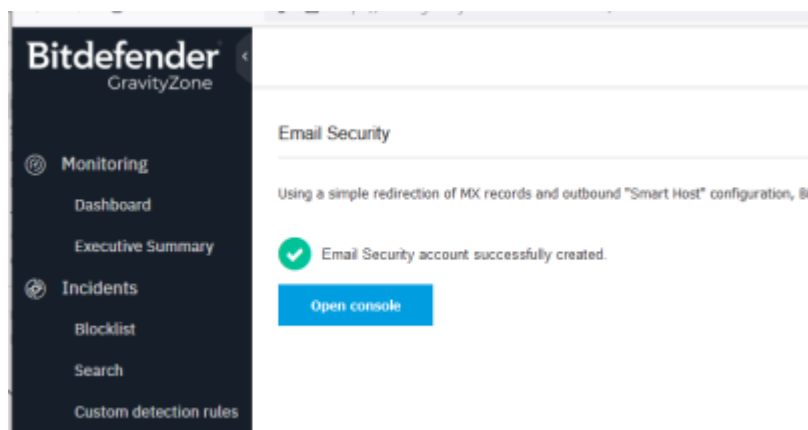 Bitdefender
GravityZone
Monitoring
Dashboard
Executive Summary
Incidents
Blocklist
Search
Custom detection rules
Email Security
Using a simple redirection of MX records and outbound "Smart Host" configuration,
Email Security account successfully created.
Open console